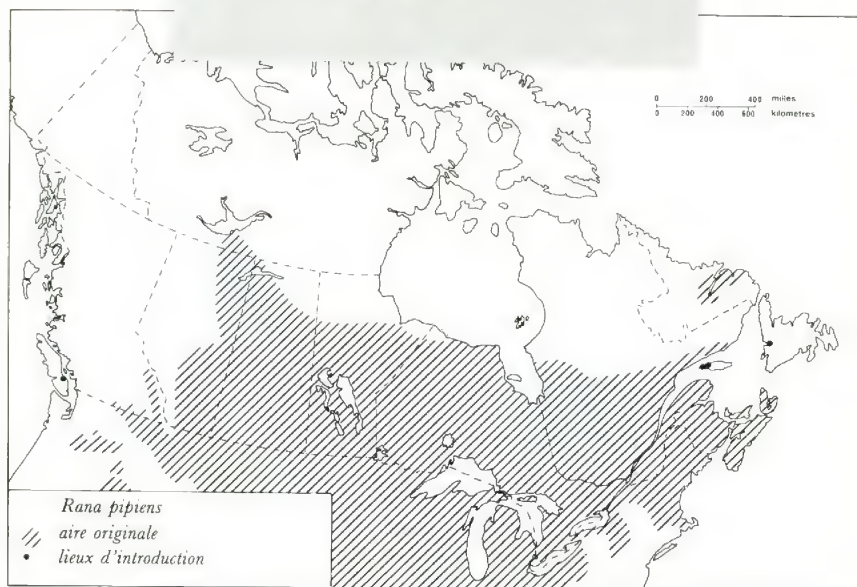 0 200 400 miles
0 200 400 600 kilometres
Rana pipiens
aire originale
lieux d'introduction